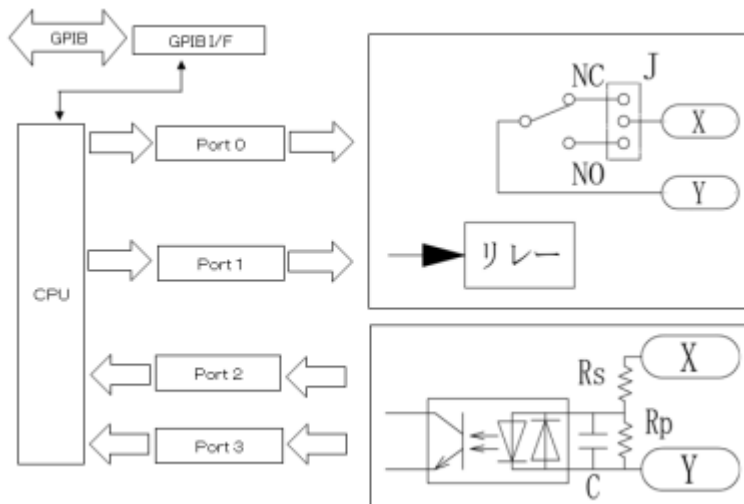 GPIB
GPIB I/F
CPU
Port 0
Port 1
Port 2
Port 3
NC
J
X
NO
Y
リレー
Rs
X
Rp
C
Y